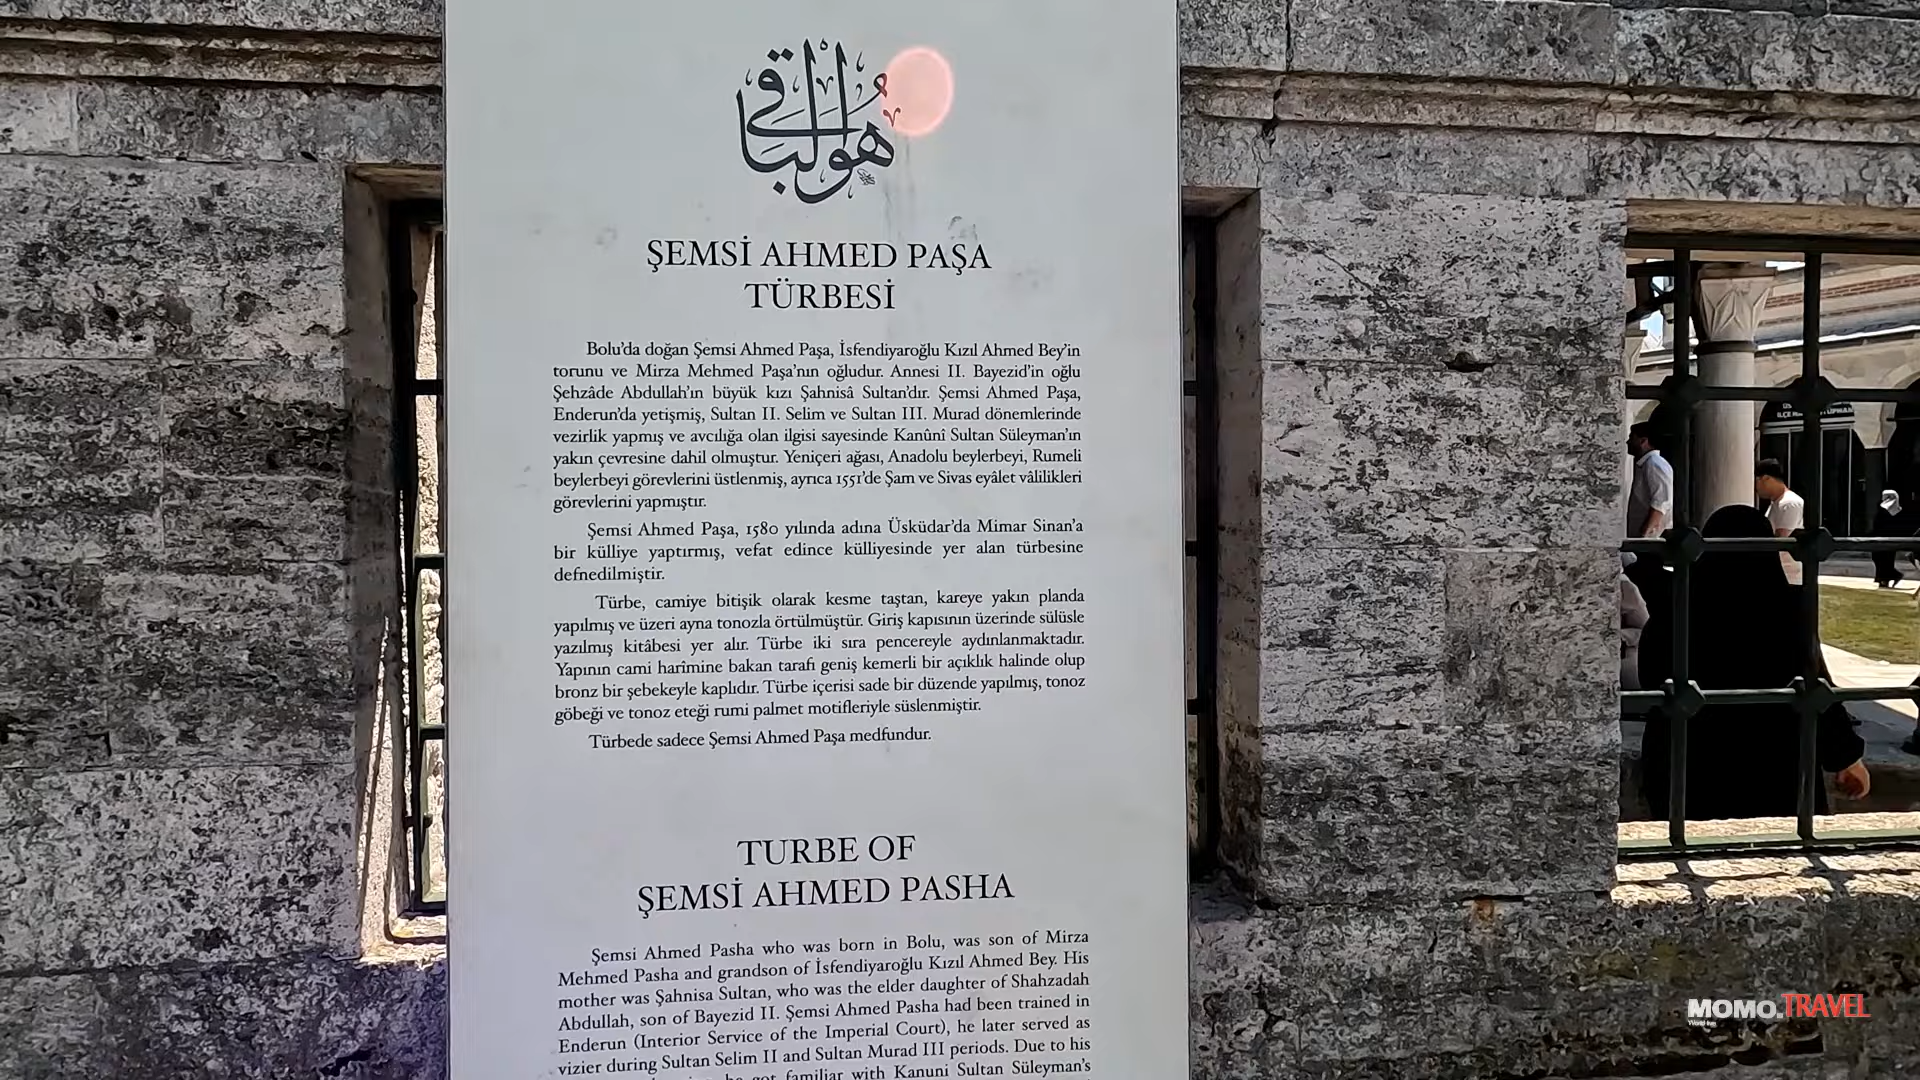 هو الباقي
ŞEMSİ AHMED PAŞA
TÜRBESİ
Bolu'da doğan Şemsi Ahmed Paşa, İsfendiyaroğlu Kızıl Ahmed Bey'in
torunu ve Mirza Mehmed Paşa'nın oğludur. Annesi II. Bayezid'in oğlu
Şehzâde Abdullah'ın büyük kızı Şahnisâ Sultan'dır. Şemsi Ahmed Paşa,
Enderun'da yetişmiş, Sultan II. Selim ve Sultan III. Murad dönemlerinde
vezirlik yapmış ve avcılığa olan ilgisi sayesinde Kanûnî Sultan Süleyman'ın
yakın çevresine dahil olmuştur. Yeniçeri ağası, Anadolu beylerbeyi, Rumeli
beylerbeyi görevlerini üstlenmiş, ayrıca 1551'de Şam ve Sivas eyâlet vâlilikleri
görevlerini yapmıştır.
Şemsi Ahmed Paşa, 1580 yılında adına Üsküdar'da Mimar Sinan'a
bir külliye yaptırmış, vefat edince külliyesinde yer alan türbesine
defnedilmiştir.
Türbe, camiye bitişik olarak kesme taştan, kareye yakın planda
yapılmış ve üzeri ayna tonozla örtülmüştür. Giriş kapısının üzerinde sülüsle
yazılmış kitâbesi yer alır. Türbe iki sıra pencereyle aydınlanmaktadır.
Yapının cami harîmine bakan tarafı geniş kemerli bir açıklık halinde olup
bronz bir şebekeyle kaplıdır. Türbe içerisi sade bir düzende yapılmış, tonoz
göbeği ve tonoz eteği rumi palmet motifleriyle süslenmiştir.
Türbede sadece Şemsi Ahmed Paşa medfundur.
TURBE OF
ŞEMSİ AHMED PASHA
Şemsi Ahmed Pasha who was born in Bolu, was son of Mirza
Mehmed Pasha and grandson of İsfendiyaroğlu Kızıl Ahmed Bey. His
mother was Şahnisa Sultan, who was the elder daughter of Shahzadah
Abdullah, son of Bayezid II. Şemsi Ahmed Pasha had been trained in
Enderun (Interior Service of the Imperial Court), he later served as
vizier during Sultan Selim II and Sultan Murad III periods. Due to his
he got familiar with Kanuni Sultan Süleyman's
MOMO.TRAVEL